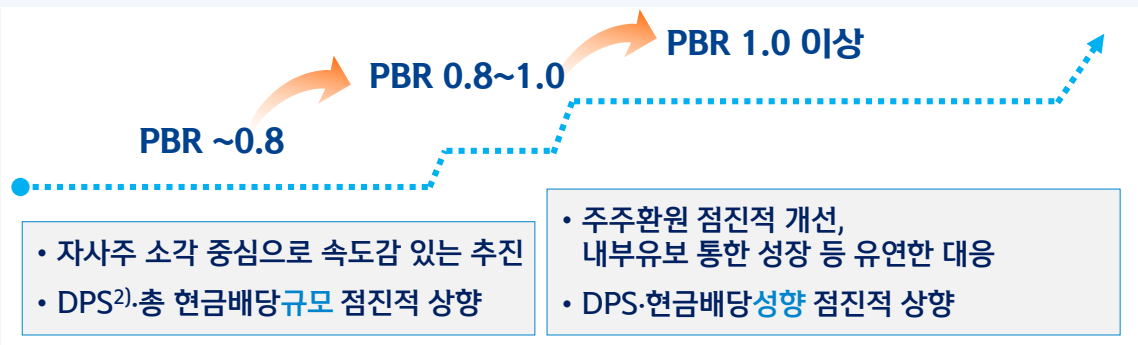 PBR ~0.8
PBR 0.8~1.0
PBR 1.0 이상
• 자사주 소각 중심으로 속도감 있는 추진
• DPS²⁾·총 현금배당규모 점진적 상향
• 주주환원 점진적 개선,
내부유보 통한 성장 등 유연한 대응
• DPS·현금배당성향 점진적 상향